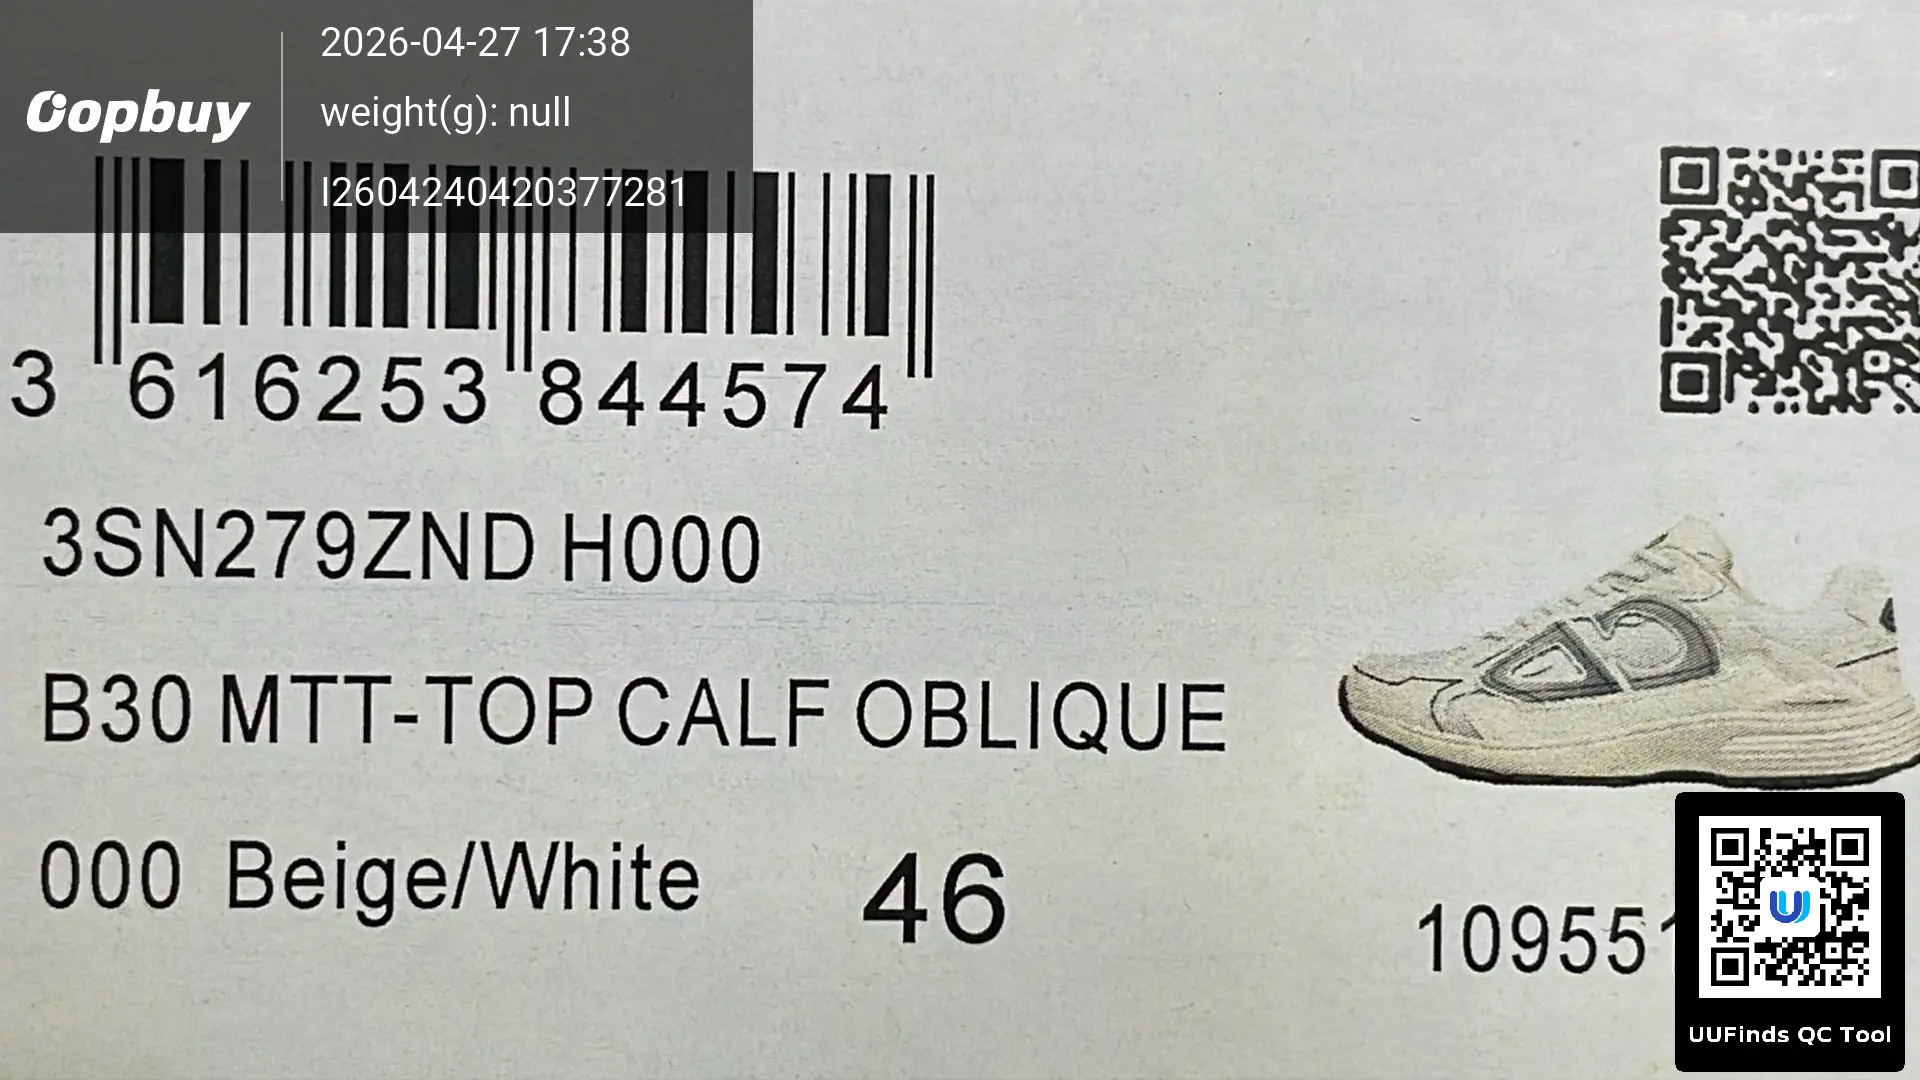 Oopbuy
2026-04-27 17:38
weight(g): null
I2604240420377281
3 616253 844574
3SN279ZND H000
B30 MTT-TOP CALF OBLIQUE
000 Beige/White 46
109551
UUFinds QC Tool